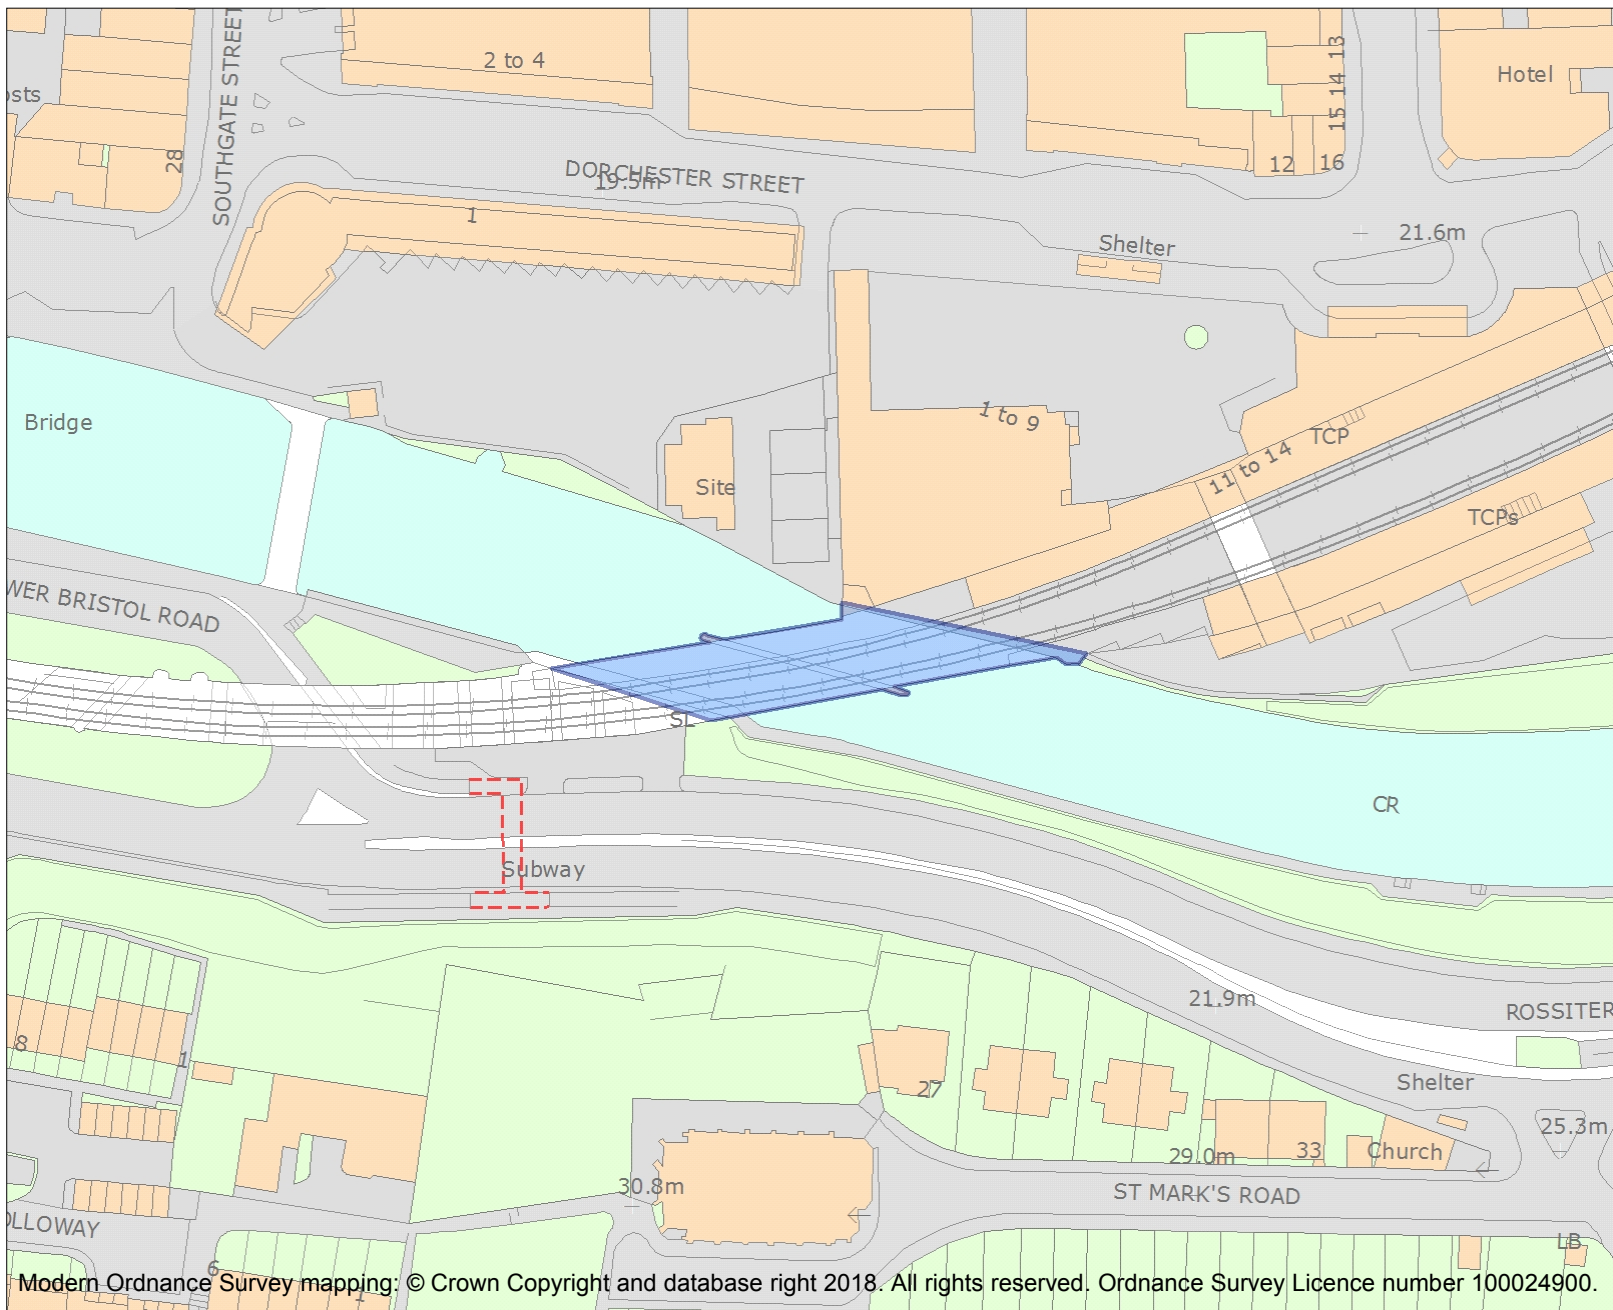 2 to 4
SOUTHGATE STREET
osts
28
DORCHESTER STREET
19.5m
1
13
14
15
12
16
Hotel
21.6m
Shelter
1 to 9
TCP
11 to 14
TCPs
Bridge
Site
WER BRISTOL ROAD
SL
CR
Subway
21.9m
ROSSITER
Shelter
25.3m
8
1
27
29.0m
33
Church
30.8m
ST MARK'S ROAD
OLLOWAY
6
1
LB
Modern Ordnance Survey mapping: © Crown Copyright and database right 2018. All rights reserved. Ordnance Survey Licence number 100024900.